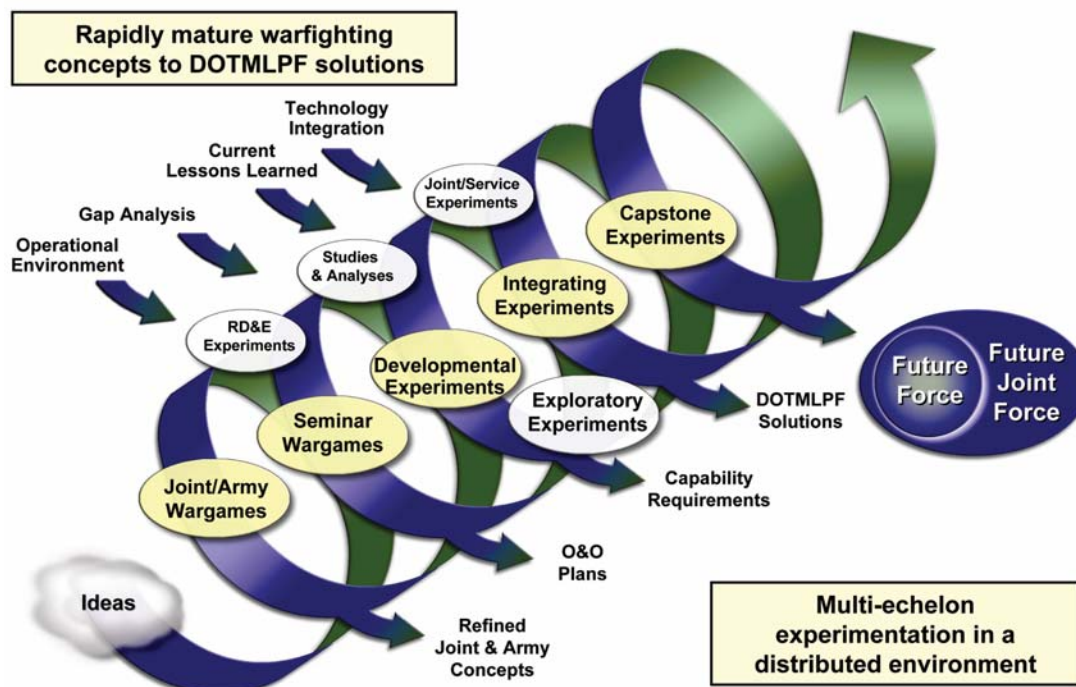 Rapidly mature warfighting
concepts to DOTMLPF solutions
Technology
Integration
Current
Lessons Learned
Gap Analysis
Operational
Environment
Joint/Service
Experiments
Studies
& Analyses
RD&E
Experiments
Capstone
Experiments
Integrating
Experiments
Developmental
Experiments
Exploratory
Experiments
Seminar
Wargames
Joint/Army
Wargames
Ideas
Future
Force
Future
Joint
Force
DOTMLPF
Solutions
Capability
Requirements
O&O
Plans
Refined
Joint & Army
Concepts
Multi-echelon
experimentation in a
distributed environment